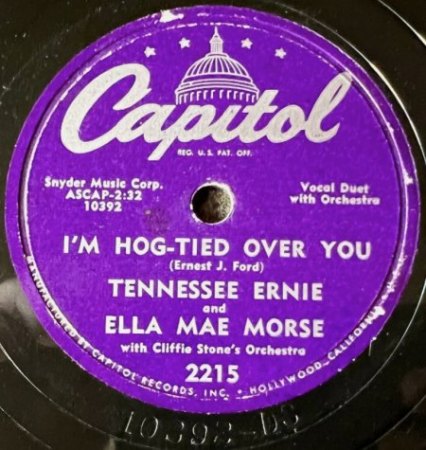 Capitol
REG. U.S. PAT. OFF.
Snyder Music Corp.
ASCAP-2:32
10392
Vocal Duet
with Orchestra
I'M HOG-TIED OVER YOU
(Ernest J. Ford)
TENNESSEE ERNIE
and
ELLA MAE MORSE
with Cliffie Stone's Orchestra
2215
MANUFACTURED BY CAPITOL RECORDS, INC. • HOLLYWOOD, CALIFORNIA
10392-D5